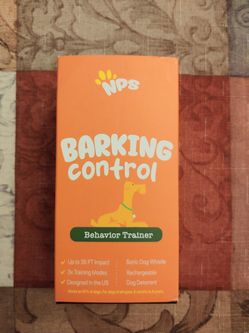 NPS
BARKING
control
Behavior Trainer
Up to 35 FT Impact
Sonic Dog Whistle
3x Training Modes
Rechargeable
Designed in the US
Dog Deterrent